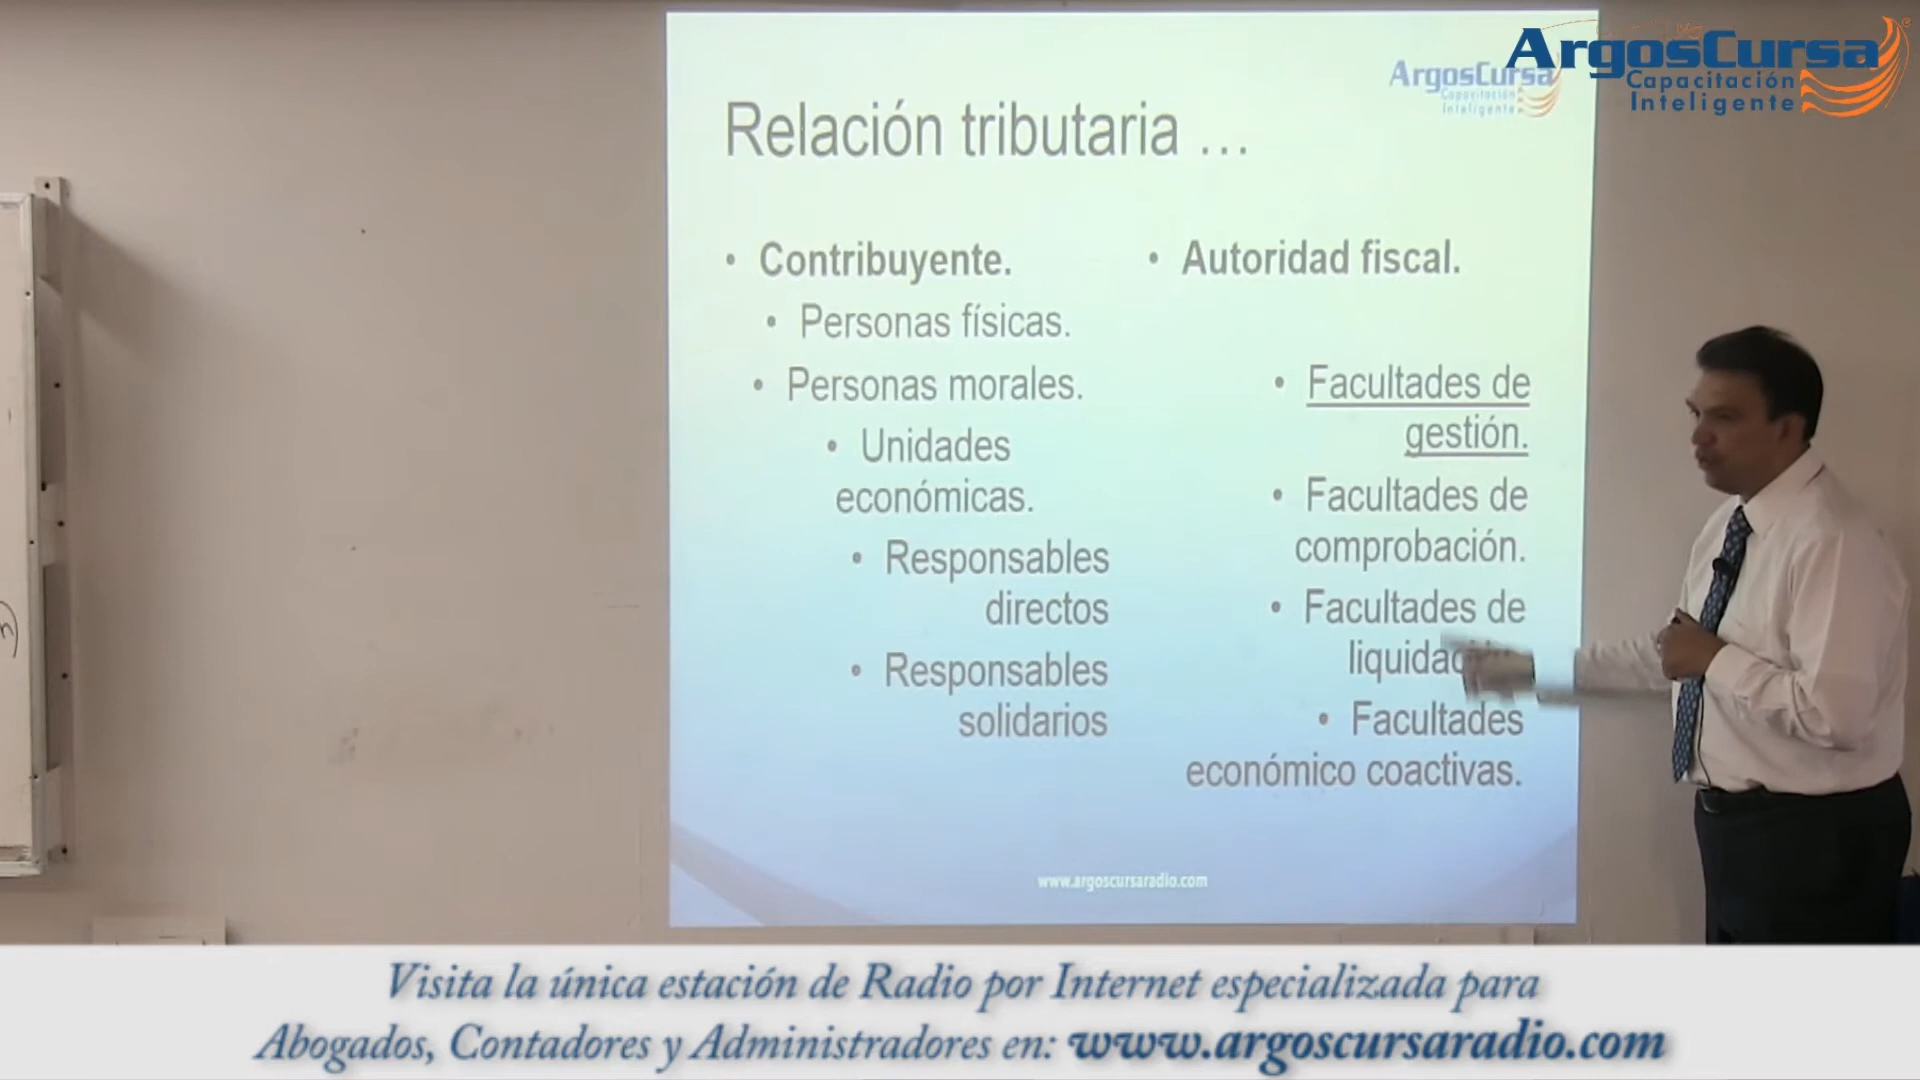 ArgosCursa
Capacitación
Inteligente
ArgosCursa
Capacitación
Inteligente
Relación tributaria ...
• Contribuyente.
• Personas físicas.
• Personas morales.
• Unidades
económicas.
• Responsables
directos
• Responsables
solidarios
• Autoridad fiscal.
• Facultades de
gestión.
• Facultades de
comprobación.
• Facultades de
• Facultades
económico coactivas.
www.argoscursaradio.com
Visita la única estación de Radio por Internet especializada para
Abogados, Contadores y Administradores en: www.argoscursaradio.com